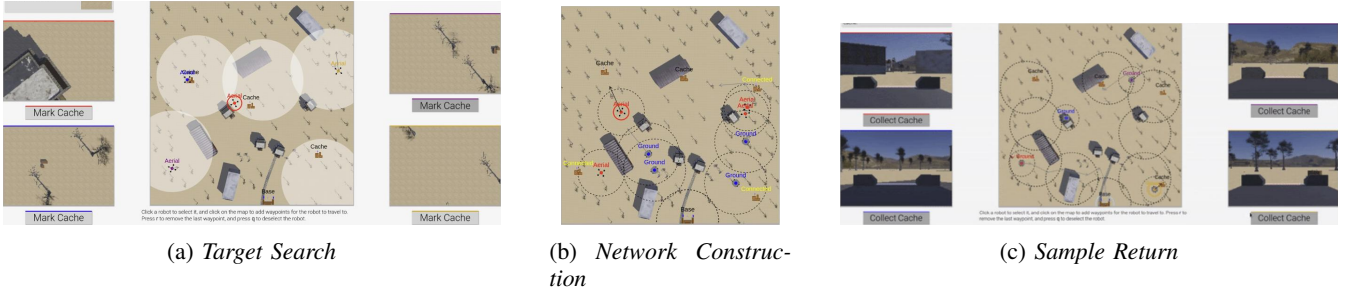 Mark Cache
Mark Cache
Aerial
Cache
Aerial
Cache
Aerial
Cache
Base
Click a robot to select it, and click on the map to add waypoints for the robot to travel to.
Press r to remove the last waypoint, and press q to deselect the robot.
Mark Cache
Mark Cache
(a) Target Search
Cache
Cache
Connected
Aerial
Aerial
Ground
Ground
Ground
Aerial
Ground
Connected
Base
(b) Network Construc-
tion
Collect Cache
Collect Cache
Cache
Cache
Ground
Cache
Ground
Ground
Cache
Base
Click a robot to select it, and click on the map to add waypoints for the robot to travel to. Press r to
remove the last waypoint, and press q to deselect the robot.
Collect Cache
Collect Cache
(c) Sample Return